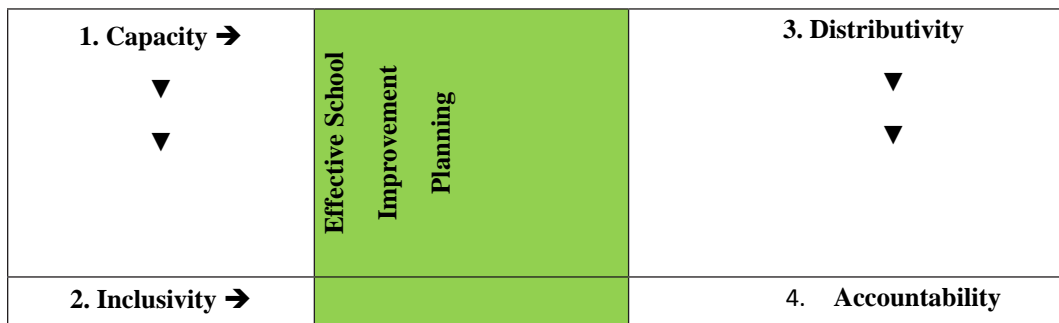 1. Capacity ➔
▼
▼
Effective School
Improvement
Planning
3. Distributivity
▼
▼
2. Inclusivity ➔
4. Accountability